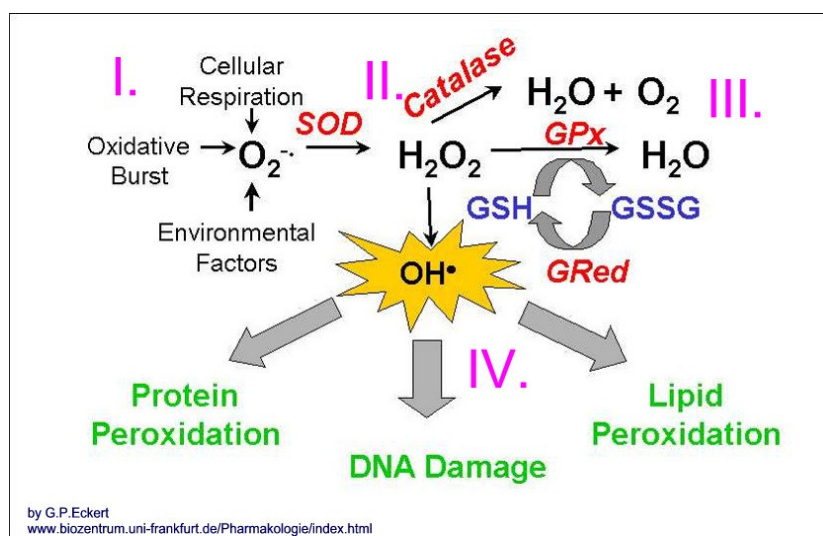 I.
Cellular
Respiration
II.
Catalase
H₂O + O₂
III.
Oxidative
Burst
O₂⁻·
SOD
H₂O₂
GPx
H₂O
Environmental
Factors
GSH
GSSG
GRed
OH•
IV.
Protein
Peroxidation
DNA Damage
Lipid
Peroxidation
by G.P.Eckert
www.biozentrum.uni-frankfurt.de/Pharmakologie/index.html